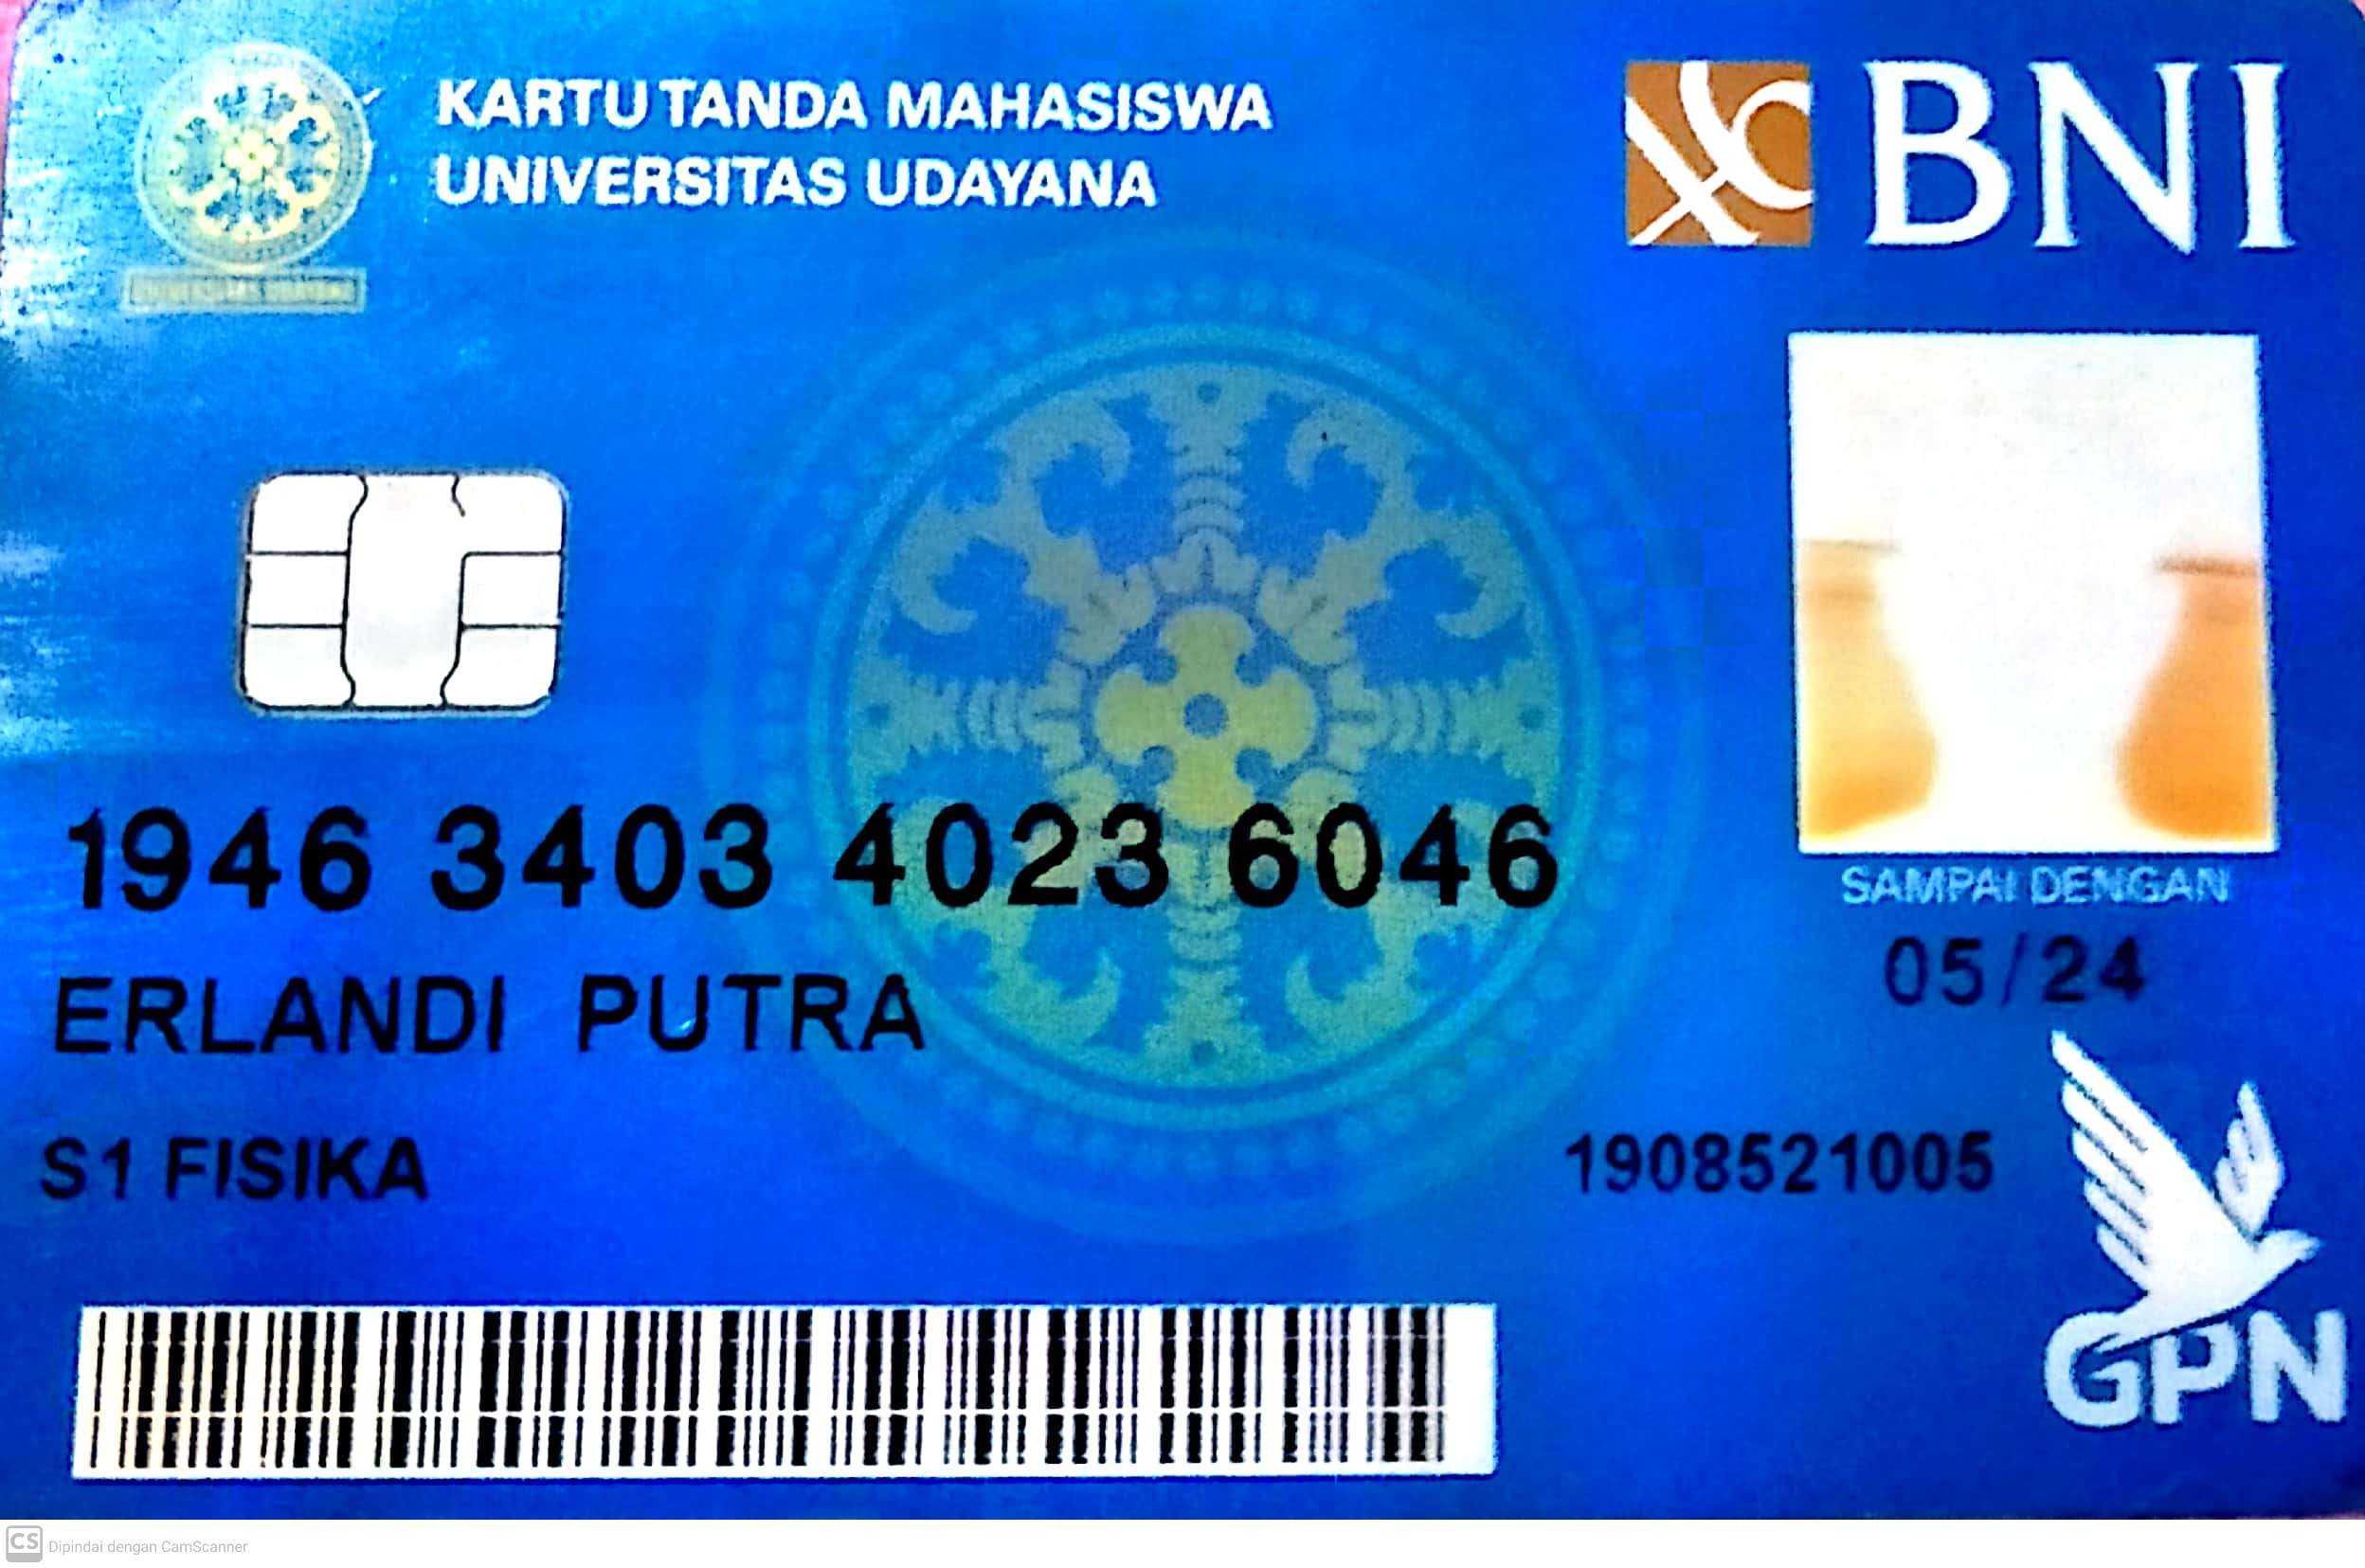 KARTU TANDA MAHASISWA
UNIVERSITAS UDAYANA
BNI
1946 3403 4023 6046
SAMPAI DENGAN
05/24
ERLANDI PUTRA
S1 FISIKA
1908521005
GPN
CS Dipindai dengan CamScanner